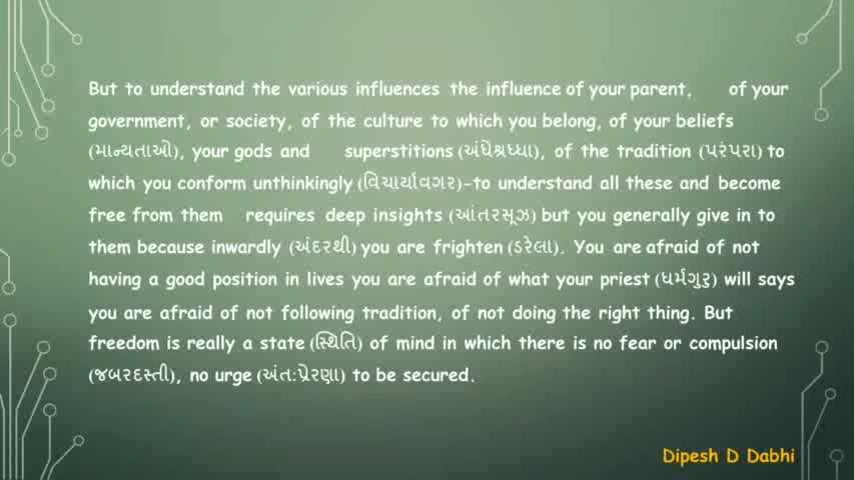 But to understand the various influences the influence of your parent, of your
government, or society, of the culture to which you belong, of your beliefs
(માન્યતાઓ), your gods and superstitions (અંધેશ્રધ્ધા), of the tradition (પરંપરા) to
which you conform unthinkingly (વિચાર્યાવગર)-to understand all these and become
free from them requires deep insights (આંતરસૂઝ) but you generally give in to
them because inwardly (અંદરથી) you are frighten (ડરેલા). You are afraid of not
having a good position in lives you are afraid of what your priest (ધર્મગુરુ) will says
you are afraid of not following tradition, of not doing the right thing. But
freedom is really a state (સ્થિતિ) of mind in which there is no fear or compulsion
(જબરદસ્તી), no urge (અંત:પ્રેરણા) to be secured.
Dipesh D Dabhi